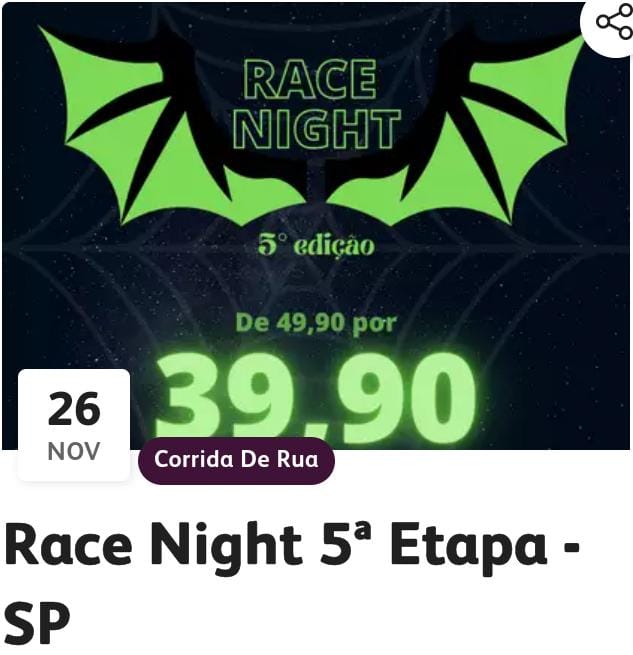 RACE
NIGHT
5° edição
De 49,90 por
39,90
26
NOV
Corrida De Rua
Race Night 5ª Etapa -
SP